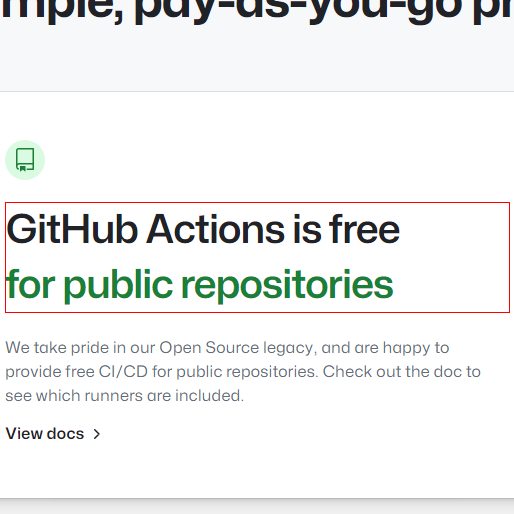 mple, pay-as-you-go pr
GitHub Actions is free
for public repositories
We take pride in our Open Source legacy, and are happy to
provide free CI/CD for public repositories. Check out the doc to
see which runners are included.
View docs